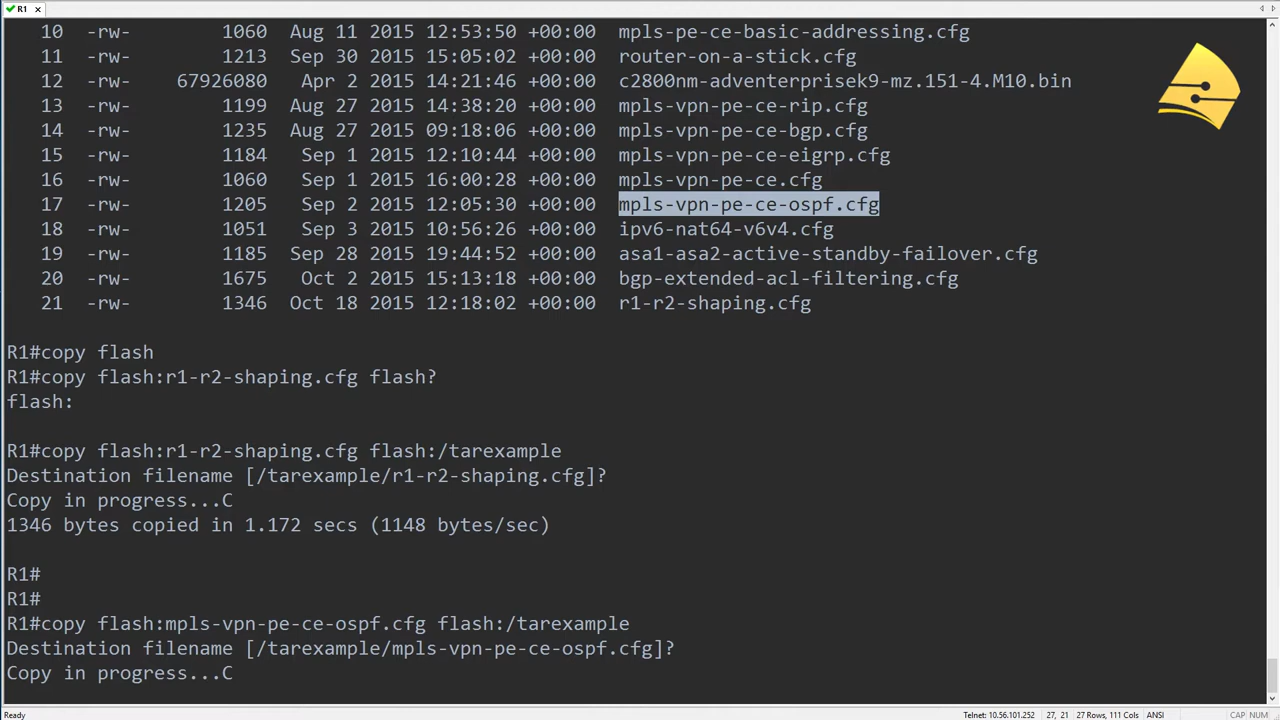 R1
10 -rw- 1060 Aug 11 2015 12:53:50 +00:00 mpls-pe-ce-basic-addressing.cfg
11 -rw- 1213 Sep 30 2015 15:05:02 +00:00 router-on-a-stick.cfg
12 -rw- 67926080 Apr 2 2015 14:21:46 +00:00 c2800nm-adventerprisek9-mz.151-4.M10.bin
13 -rw- 1199 Aug 27 2015 14:38:20 +00:00 mpls-vpn-pe-ce-rip.cfg
14 -rw- 1235 Aug 27 2015 09:18:06 +00:00 mpls-vpn-pe-ce-bgp.cfg
15 -rw- 1184 Sep 1 2015 12:10:44 +00:00 mpls-vpn-pe-ce-eigrp.cfg
16 -rw- 1060 Sep 1 2015 16:00:28 +00:00 mpls-vpn-pe-ce.cfg
17 -rw- 1205 Sep 2 2015 12:05:30 +00:00 mpls-vpn-pe-ce-ospf.cfg
18 -rw- 1051 Sep 3 2015 10:56:26 +00:00 ipv6-nat64-v6v4.cfg
19 -rw- 1185 Sep 28 2015 19:44:52 +00:00 asa1-asa2-active-standby-failover.cfg
20 -rw- 1675 Oct 2 2015 15:13:18 +00:00 bgp-extended-acl-filtering.cfg
21 -rw- 1346 Oct 18 2015 12:18:02 +00:00 r1-r2-shaping.cfg
R1#copy flash
R1#copy flash:r1-r2-shaping.cfg flash?
flash:
R1#copy flash:r1-r2-shaping.cfg flash:/tarexample
Destination filename [/tarexample/r1-r2-shaping.cfg]?
Copy in progress...C
1346 bytes copied in 1.172 secs (1148 bytes/sec)
R1#
R1#
R1#copy flash:mpls-vpn-pe-ce-ospf.cfg flash:/tarexample
Destination filename [/tarexample/mpls-vpn-pe-ce-ospf.cfg]?
Copy in progress...C
Ready Telnet: 10.56.101.252 27, 21 27 Rows, 111 Cols ANSI CAP NUM